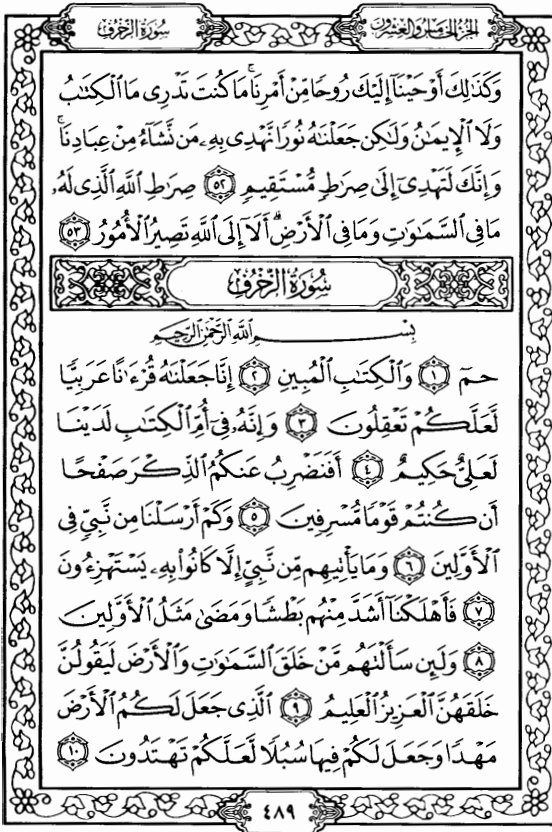 الجزء الخامس والعشرون
سورة الزخرف
وَكَذَٰلِكَ أَوْحَيْنَآ إِلَيْكَ رُوحًا مِّنْ أَمْرِنَا ۚ مَا كُنتَ تَدْرِى مَا ٱلْكِتَٰبُ
وَلَا ٱلْإِيمَٰنُ وَلَٰكِن جَعَلْنَٰهُ نُورًا نَّهْدِى بِهِۦ مَن نَّشَآءُ مِنْ عِبَادِنَا ۚ
وَإِنَّكَ لَتَهْدِىٓ إِلَىٰ صِرَٰطٍ مُّسْتَقِيمٍ ٥٢ صِرَٰطِ ٱللَّهِ ٱلَّذِى لَهُۥ
مَا فِى ٱلسَّمَٰوَٰتِ وَمَا فِى ٱلْأَرْضِ ۗ أَلَآ إِلَى ٱللَّهِ تَصِيرُ ٱلْأُمُورُ ٥٣
سُورَةُ الزُّخْرُفِ
بِسْمِ اللَّهِ الرَّحْمَٰنِ الرَّحِيمِ
حمٓ ١ وَٱلْكِتَٰبِ ٱلْمُبِينِ ٢ إِنَّا جَعَلْنَٰهُ قُرْءَٰنًا عَرَبِيًّا
لَّعَلَّكُمْ تَعْقِلُونَ ٣ وَإِنَّهُۥ فِىٓ أُمِّ ٱلْكِتَٰبِ لَدَيْنَا
لَعَلِىٌّ حَكِيمٌ ٤ أَفَنَضْرِبُ عَنكُمُ ٱلذِّكْرَ صَفْحًا
أَن كُنتُمْ قَوْمًا مُّسْرِفِينَ ٥ وَكَمْ أَرْسَلْنَا مِن نَّبِىٍّ فِى
ٱلْأَوَّلِينَ ٦ وَمَا يَأْتِيهِم مِّن نَّبِىٍّ إِلَّا كَانُوا۟ بِهِۦ يَسْتَهْزِءُونَ
٧ فَأَهْلَكْنَآ أَشَدَّ مِنْهُم بَطْشًا وَمَضَىٰ مَثَلُ ٱلْأَوَّلِينَ
٨ وَلَئِن سَأَلْتَهُم مَّنْ خَلَقَ ٱلسَّمَٰوَٰتِ وَٱلْأَرْضَ لَيَقُولُنَّ
خَلَقَهُنَّ ٱلْعَزِيزُ ٱلْعَلِيمُ ٩ ٱلَّذِى جَعَلَ لَكُمُ ٱلْأَرْضَ
مَهْدًا وَجَعَلَ لَكُمْ فِيهَا سُبُلًا لَّعَلَّكُمْ تَهْتَدُونَ ١٠
٤٨٩